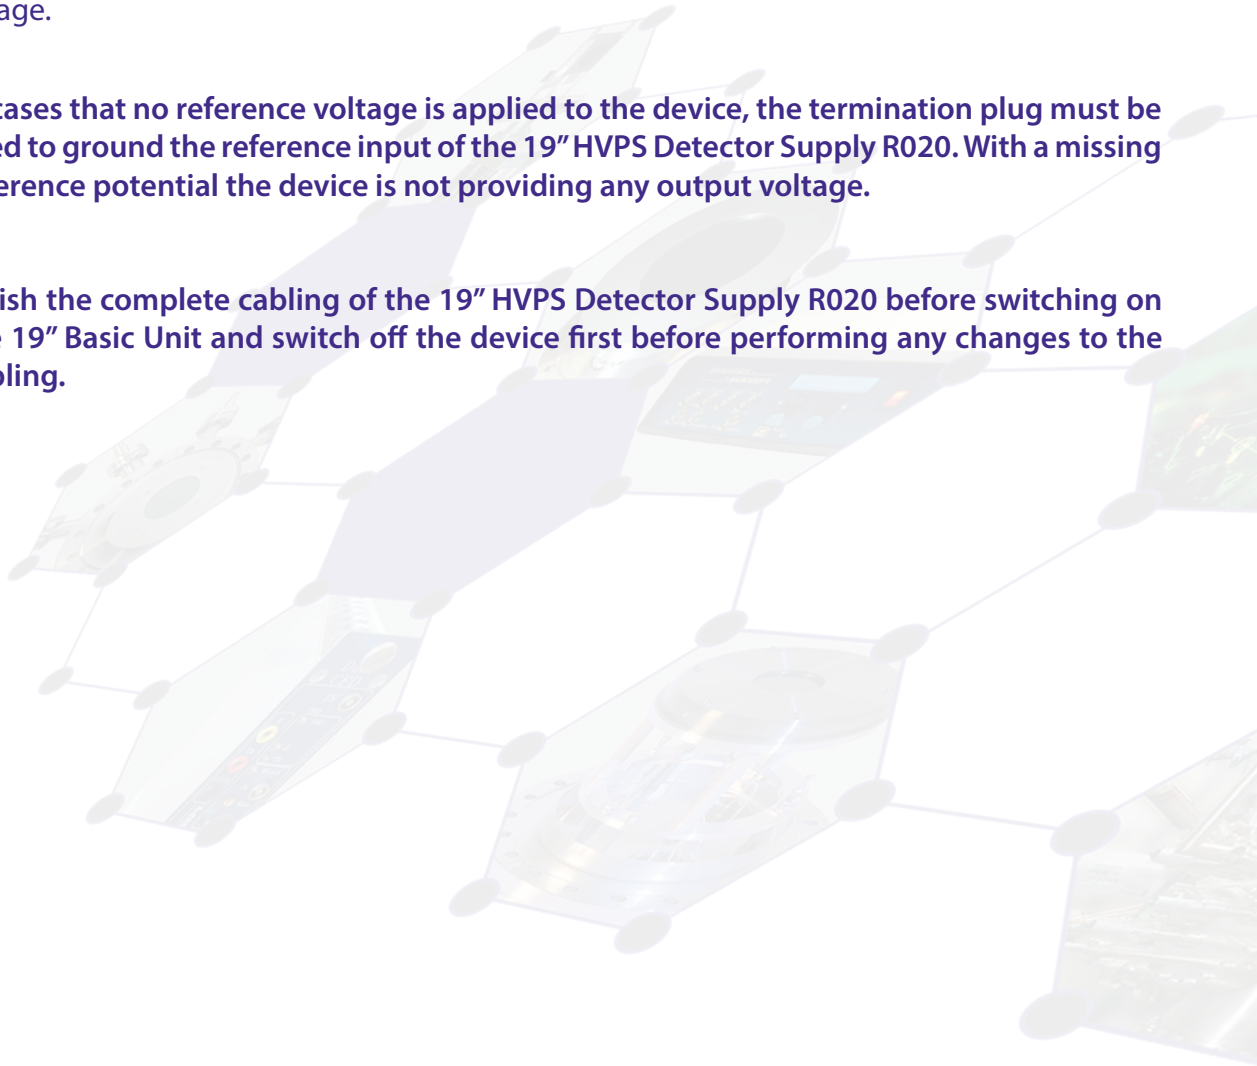 age.
cases that no reference voltage is applied to the device, the termination plug must be
ed to ground the reference input of the 19" HVPS Detector Supply R020. With a missing
erence potential the device is not providing any output voltage.
ish the complete cabling of the 19" HVPS Detector Supply R020 before switching on
e 19" Basic Unit and switch off the device first before performing any changes to the
bling.